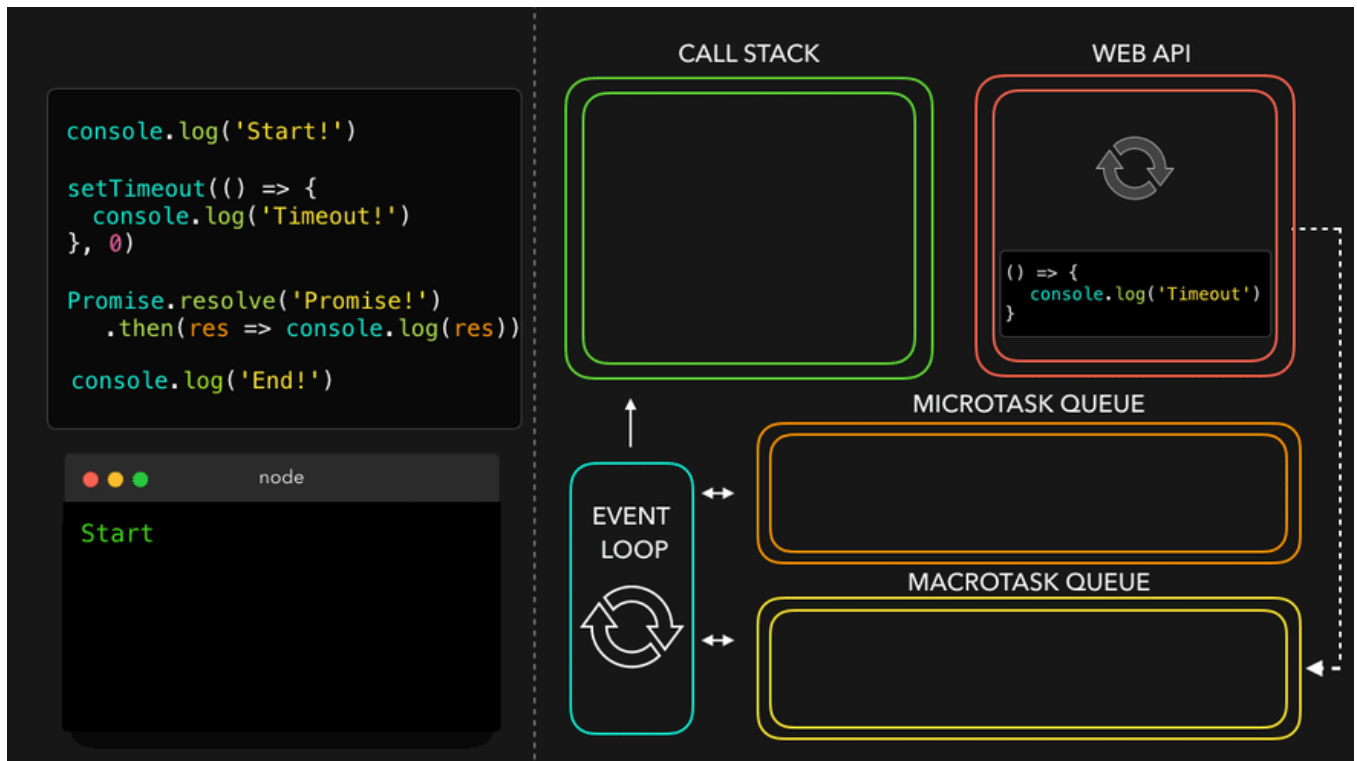 console.log('Start!')
setTimeout(() => {
  console.log('Timeout!')
}, 0)
Promise.resolve('Promise!')
   .then(res => console.log(res))
console.log('End!')
node
Start
CALL STACK
WEB API
() => {
  console.log('Timeout')
}
MICROTASK QUEUE
EVENT
LOOP
MACROTASK QUEUE